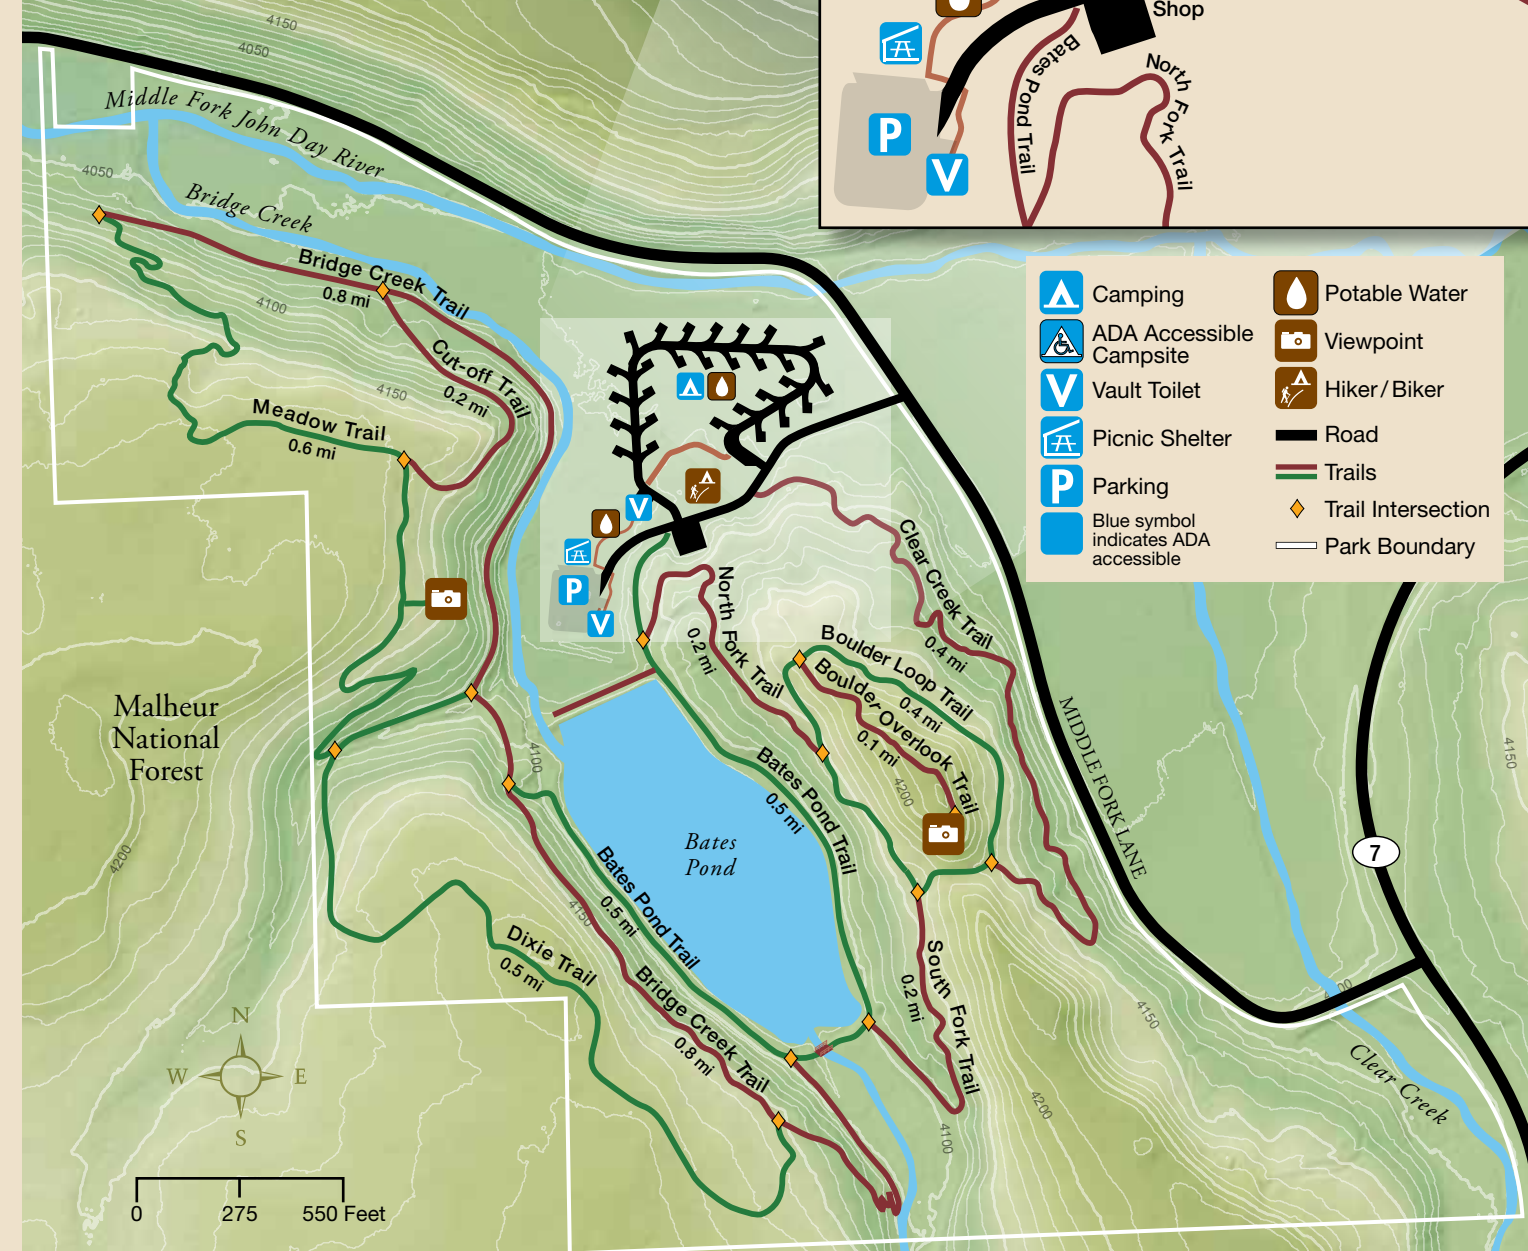 4150
4050
Shop
Bates Pond Trail
North Fork Trail
P
V
Middle Fork John Day River
4050
Bridge Creek
Bridge Creek Trail
0.8 mi
4100
Cut-off Trail
0.2 mi
4150
Meadow Trail
0.6 mi
Camping
ADA Accessible
Campsite
V
Vault Toilet
Picnic Shelter
P
Parking
Blue symbol
indicates ADA
accessible
Potable Water
Viewpoint
Hiker/Biker
Road
Trails
Trail Intersection
Park Boundary
V
P
V
Clear Creek Trail
0.4 mi
North Fork Trail
0.2 mi
Boulder Loop Trail
0.4 mi
Boulder Overlook Trail
0.1 mi
4200
Malheur
National
Forest
4100
Bates Pond Trail
0.5 mi
MIDDLE FORK LANE
4150
7
4200
Bates
Pond
Bates Pond Trail
0.5 mi
4150
Dixie Trail
0.5 mi
Bridge Creek Trail
0.8 mi
South Fork Trail
0.2 mi
4150
4200
4100
Clear Creek
N
W
E
S
0
275
550 Feet